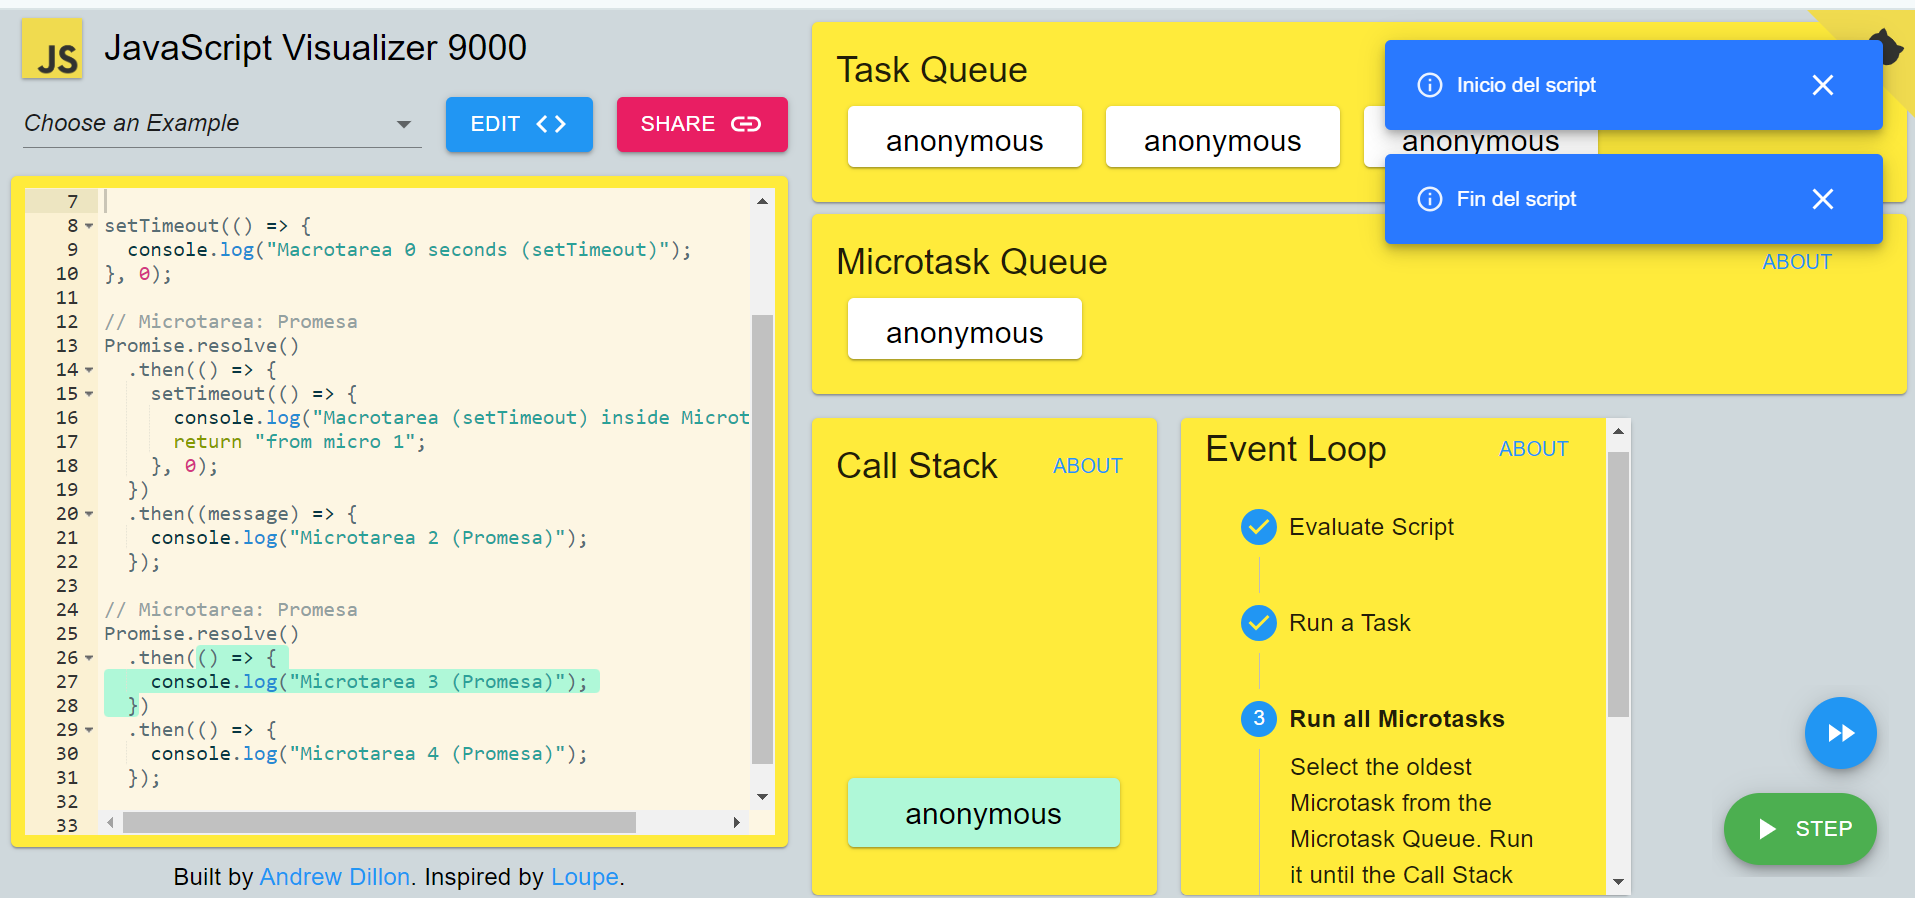 JS
JavaScript Visualizer 9000
Choose an Example
EDIT
SHARE
7
8 setTimeout(() => {
9 console.log("Macrotarea 0 seconds (setTimeout)");
10 }, 0);
11
12 // Microtarea: Promesa
13 Promise.resolve()
14 .then(() => {
15 setTimeout(() => {
16 console.log("Macrotarea (setTimeout) inside Microt
17 return "from micro 1";
18 }, 0);
19 })
20 .then((message) => {
21 console.log("Microtarea 2 (Promesa)");
22 });
23
24 // Microtarea: Promesa
25 Promise.resolve()
26 .then(() => {
27 console.log("Microtarea 3 (Promesa)");
28 })
29 .then(() => {
30 console.log("Microtarea 4 (Promesa)");
31 });
32
33
Built by Andrew Dillon. Inspired by Loupe.
Task Queue
anonymous
anonymous
anonymous
Inicio del script
Fin del script
Microtask Queue
ABOUT
anonymous
Call Stack
ABOUT
anonymous
Event Loop
ABOUT
Evaluate Script
Run a Task
3 Run all Microtasks
Select the oldest
Microtask from the
Microtask Queue. Run
it until the Call Stack
STEP